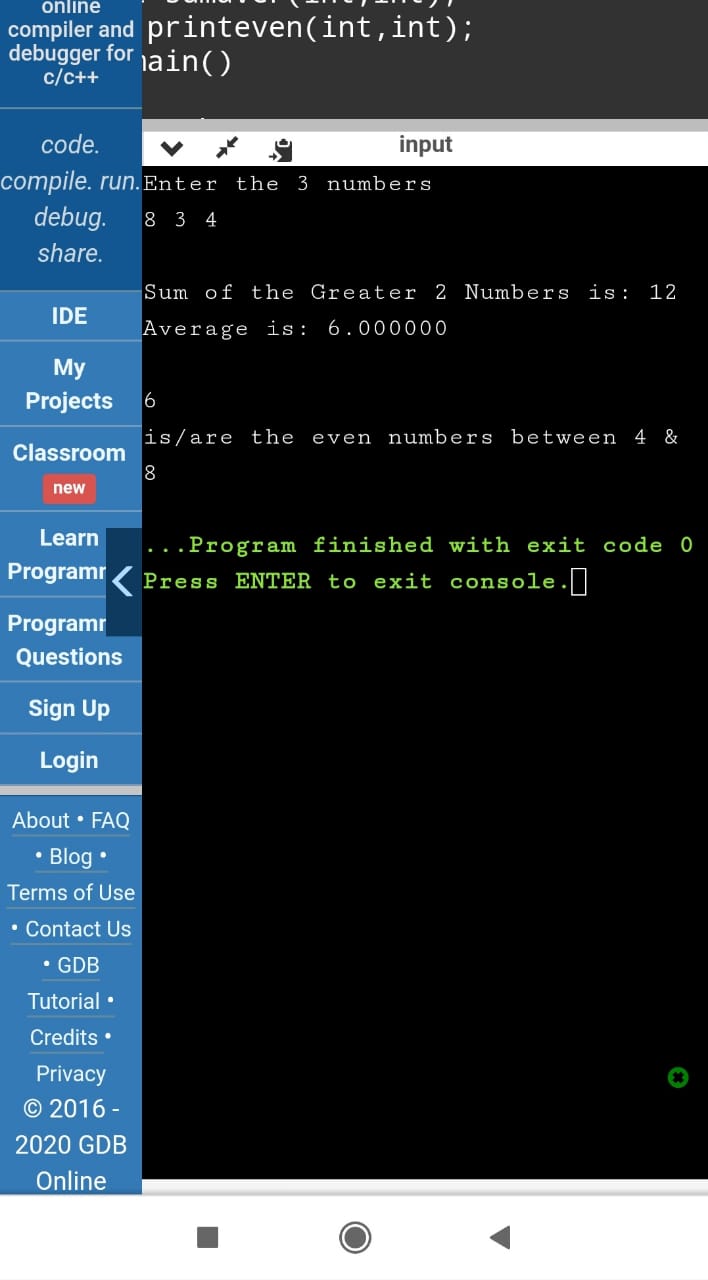 online
compiler and
debugger for
c/c++
code.
compile. run.
debug.
share.
IDE
My
Projects
Classroom
new
Learn
Programm
Programm
Questions
Sign Up
Login
About • FAQ
• Blog •
Terms of Use
• Contact Us
• GDB
Tutorial •
Credits •
Privacy
© 2016 -
2020 GDB
Online
printeven(int,int);
ain()
input
Enter the 3 numbers
8 3 4
Sum of the Greater 2 Numbers is: 12
Average is: 6.000000
6
is/are the even numbers between 4 &
8
...Program finished with exit code 0
Press ENTER to exit console.